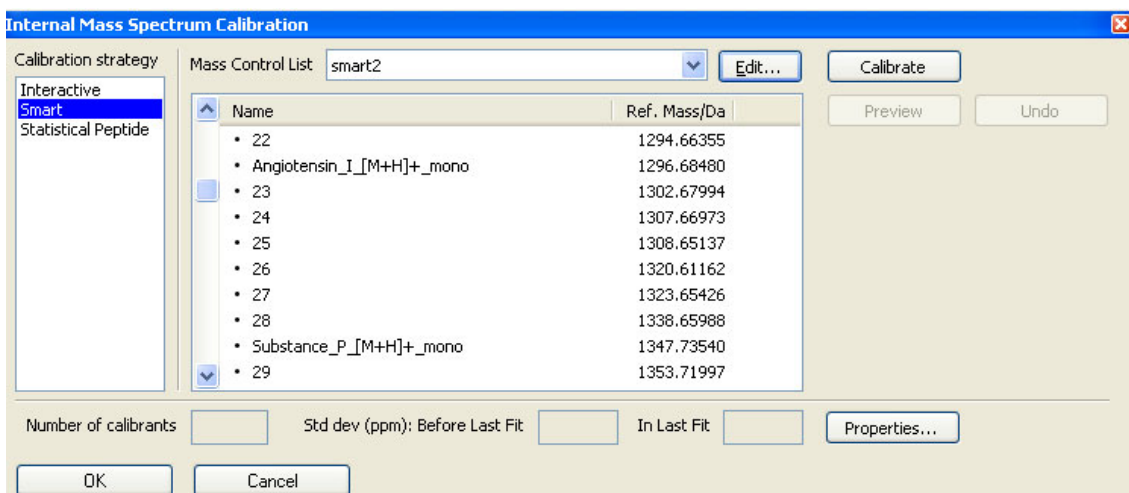 Internal Mass Spectrum Calibration
Calibration strategy
Interactive
Smart
Statistical Peptide
Mass Control List smart2 Edit... Calibrate
Preview Undo
Name Ref. Mass/Da
• 22 1294.66355
• Angiotensin_I_[M+H]+_mono 1296.68480
• 23 1302.67994
• 24 1307.66973
• 25 1308.65137
• 26 1320.61162
• 27 1323.65426
• 28 1338.65988
• Substance_P_[M+H]+_mono 1347.73540
• 29 1353.71997
Number of calibrants Std dev (ppm): Before Last Fit In Last Fit Properties...
OK Cancel